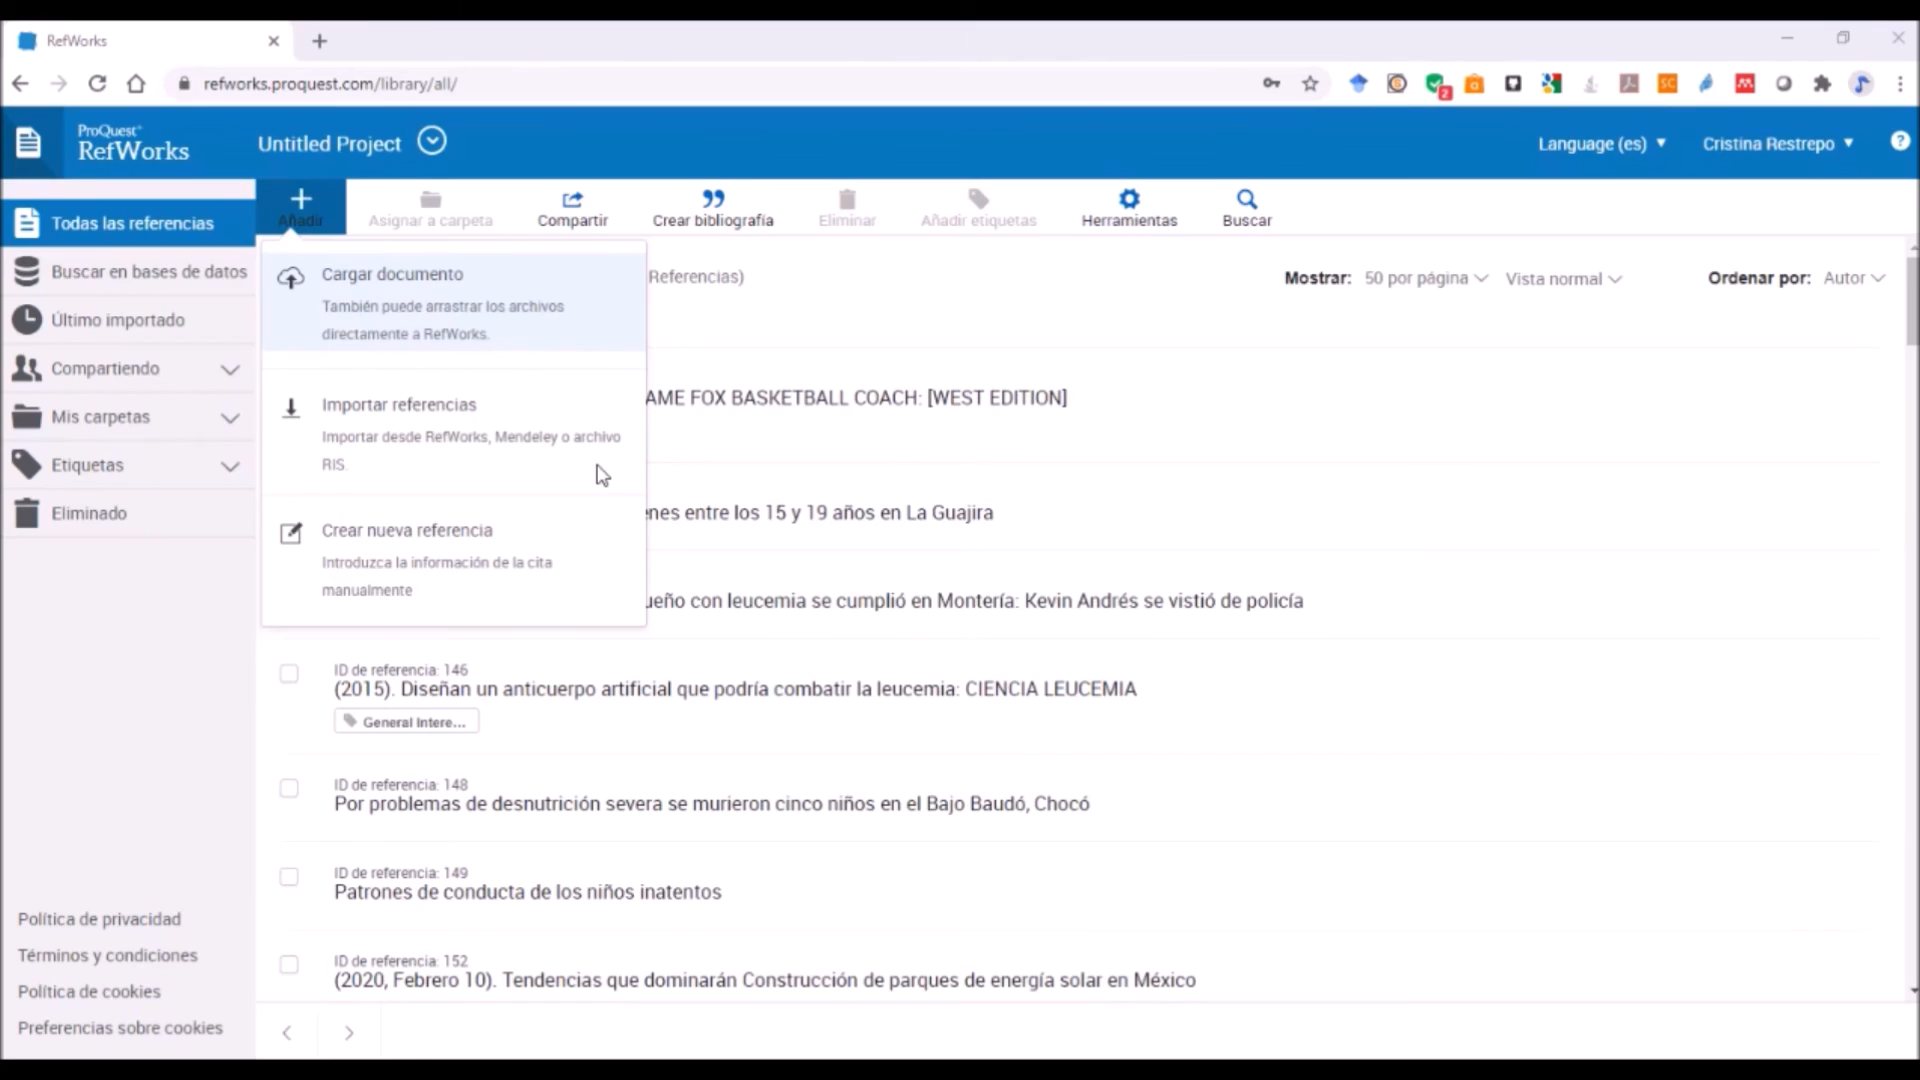 RefWorks
refworks.proquest.com/library/all/
2
SC
ProQuest®
RefWorks
Untitled Project
Language (es)
Cristina Restrepo
?
Añadir
Asignar a carpeta
Compartir
Crear bibliografía
Eliminar
Añadir etiquetas
Herramientas
Buscar
Todas las referencias
Buscar en bases de datos
Último importado
Compartiendo
Mis carpetas
Etiquetas
Eliminado
Cargar documento
También puede arrastrar los archivos
directamente a RefWorks.
Importar referencias
Importar desde RefWorks, Mendeley o archivo
RIS.
Crear nueva referencia
Introduzca la información de la cita
manualmente
Referencias)
Mostrar: 50 por página Vista normal
Ordenar por: Autor
AME FOX BASKETBALL COACH: [WEST EDITION]
enes entre los 15 y 19 años en La Guajira
ueño con leucemia se cumplió en Montería: Kevin Andrés se vistió de policía
ID de referencia: 146
(2015). Diseñan un anticuerpo artificial que podría combatir la leucemia: CIENCIA LEUCEMIA
General Intere...
ID de referencia: 148
Por problemas de desnutrición severa se murieron cinco niños en el Bajo Baudó, Chocó
ID de referencia: 149
Patrones de conducta de los niños inatentos
ID de referencia: 152
(2020, Febrero 10). Tendencias que dominarán Construcción de parques de energía solar en México
Política de privacidad
Términos y condiciones
Política de cookies
Preferencias sobre cookies